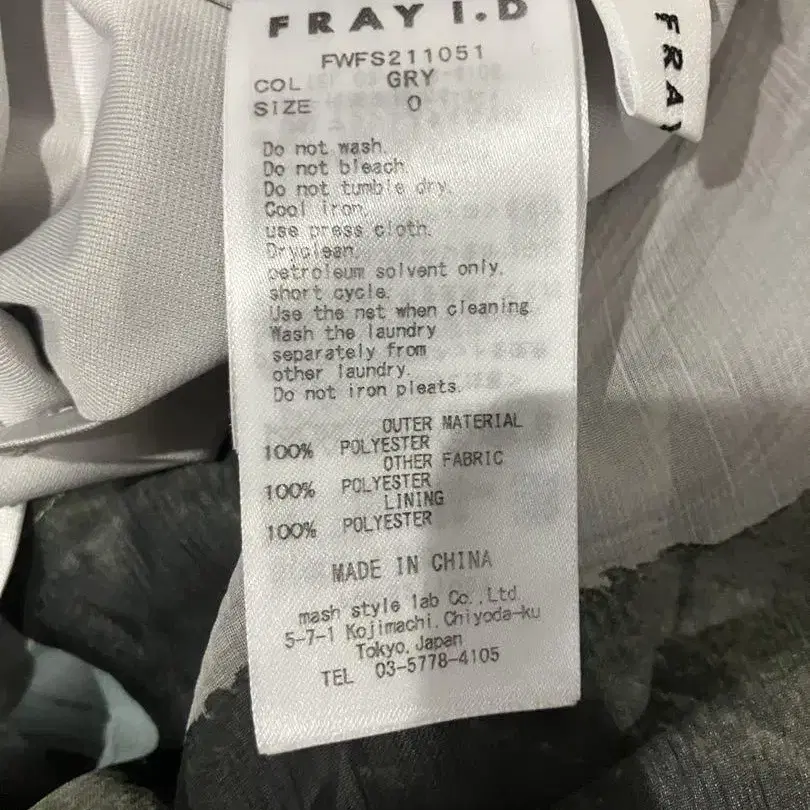 FRAY I.D
FWFS211051
COL GRY
SIZE 0
Do not wash.
Do not bleach.
Do not tumble dry.
Cool iron.
use press cloth.
Dryclean.
petroleum solvent only.
short cycle.
Use the net when cleaning
Wash the laundry
separately from
other laundry.
Do not iron pleats.
OUTER MATERIAL
100% POLYESTER
OTHER FABRIC
100% POLYESTER
LINING
100% POLYESTER
MADE IN CHINA
mash style lab Co.,Ltd.
5-7-1 Kojimachi,Chiyoda-ku
Tokyo,Japan
TEL 03-5778-4105
FRAY